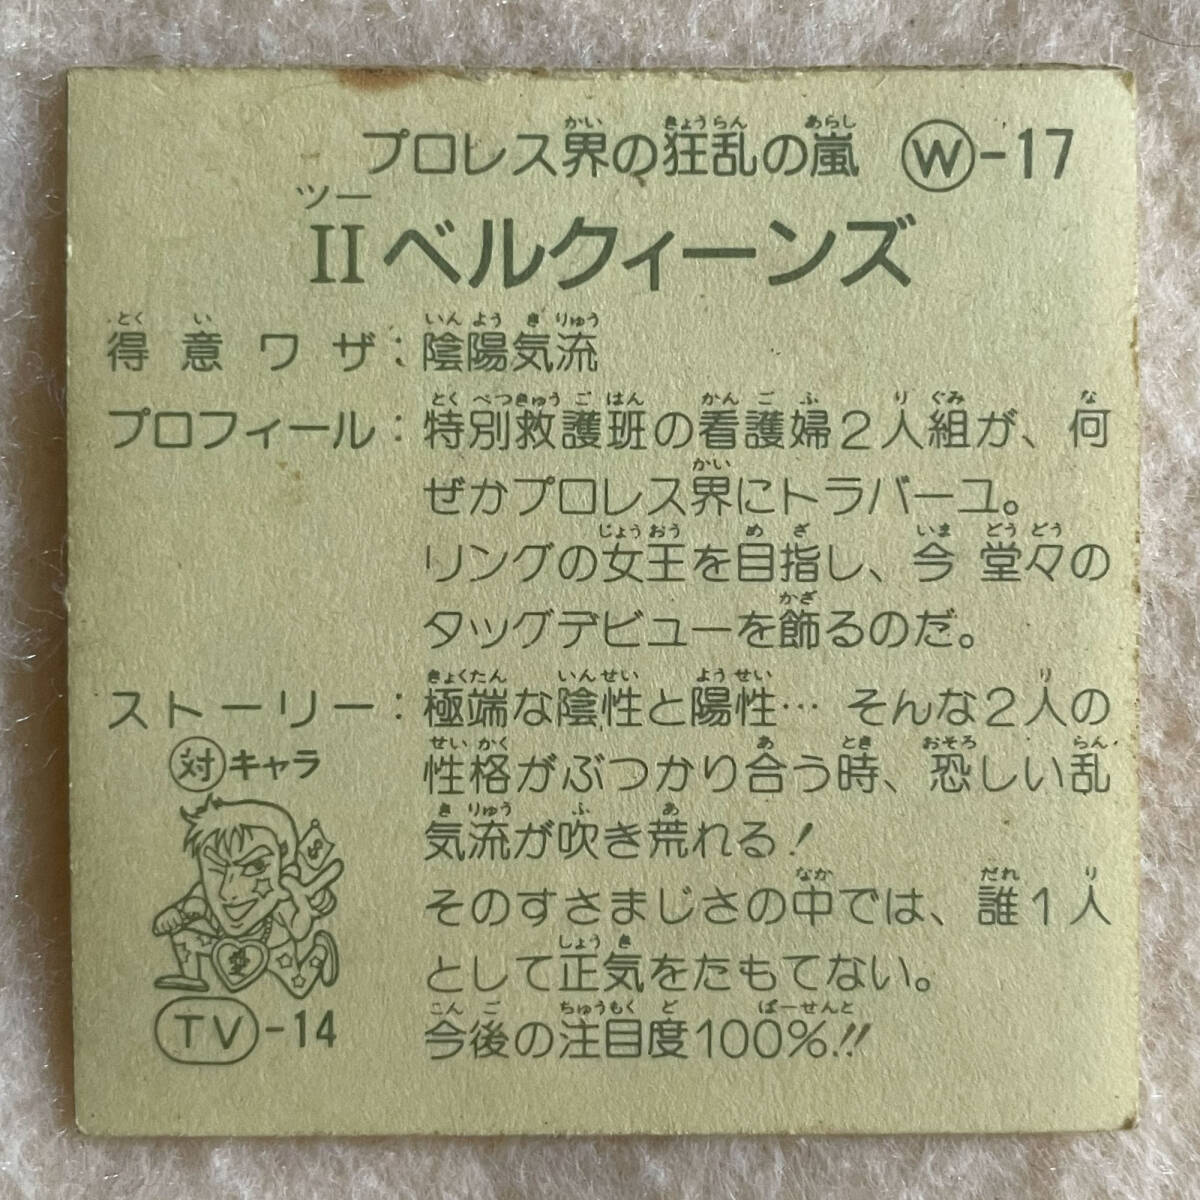 プロレス界の狂乱の嵐 Ⓦ-17
IIベルクィーンズ
得意ワザ：陰陽気流
プロフィール：特別救護班の看護婦2人組が、何
ぜかプロレス界にトラバーユ。
リングの女王を目指し、今 堂々の
タッグデビューを飾るのだ。
ストーリー：極端な陰性と陽性… そんな2人の
性格がぶつかり合う時、恐しい乱
気流が吹き荒れる！
そのすさまじさの中では、誰1人
として正気をたもてない。
今後の注目度100%!!
対キャラ
愛
TV-14